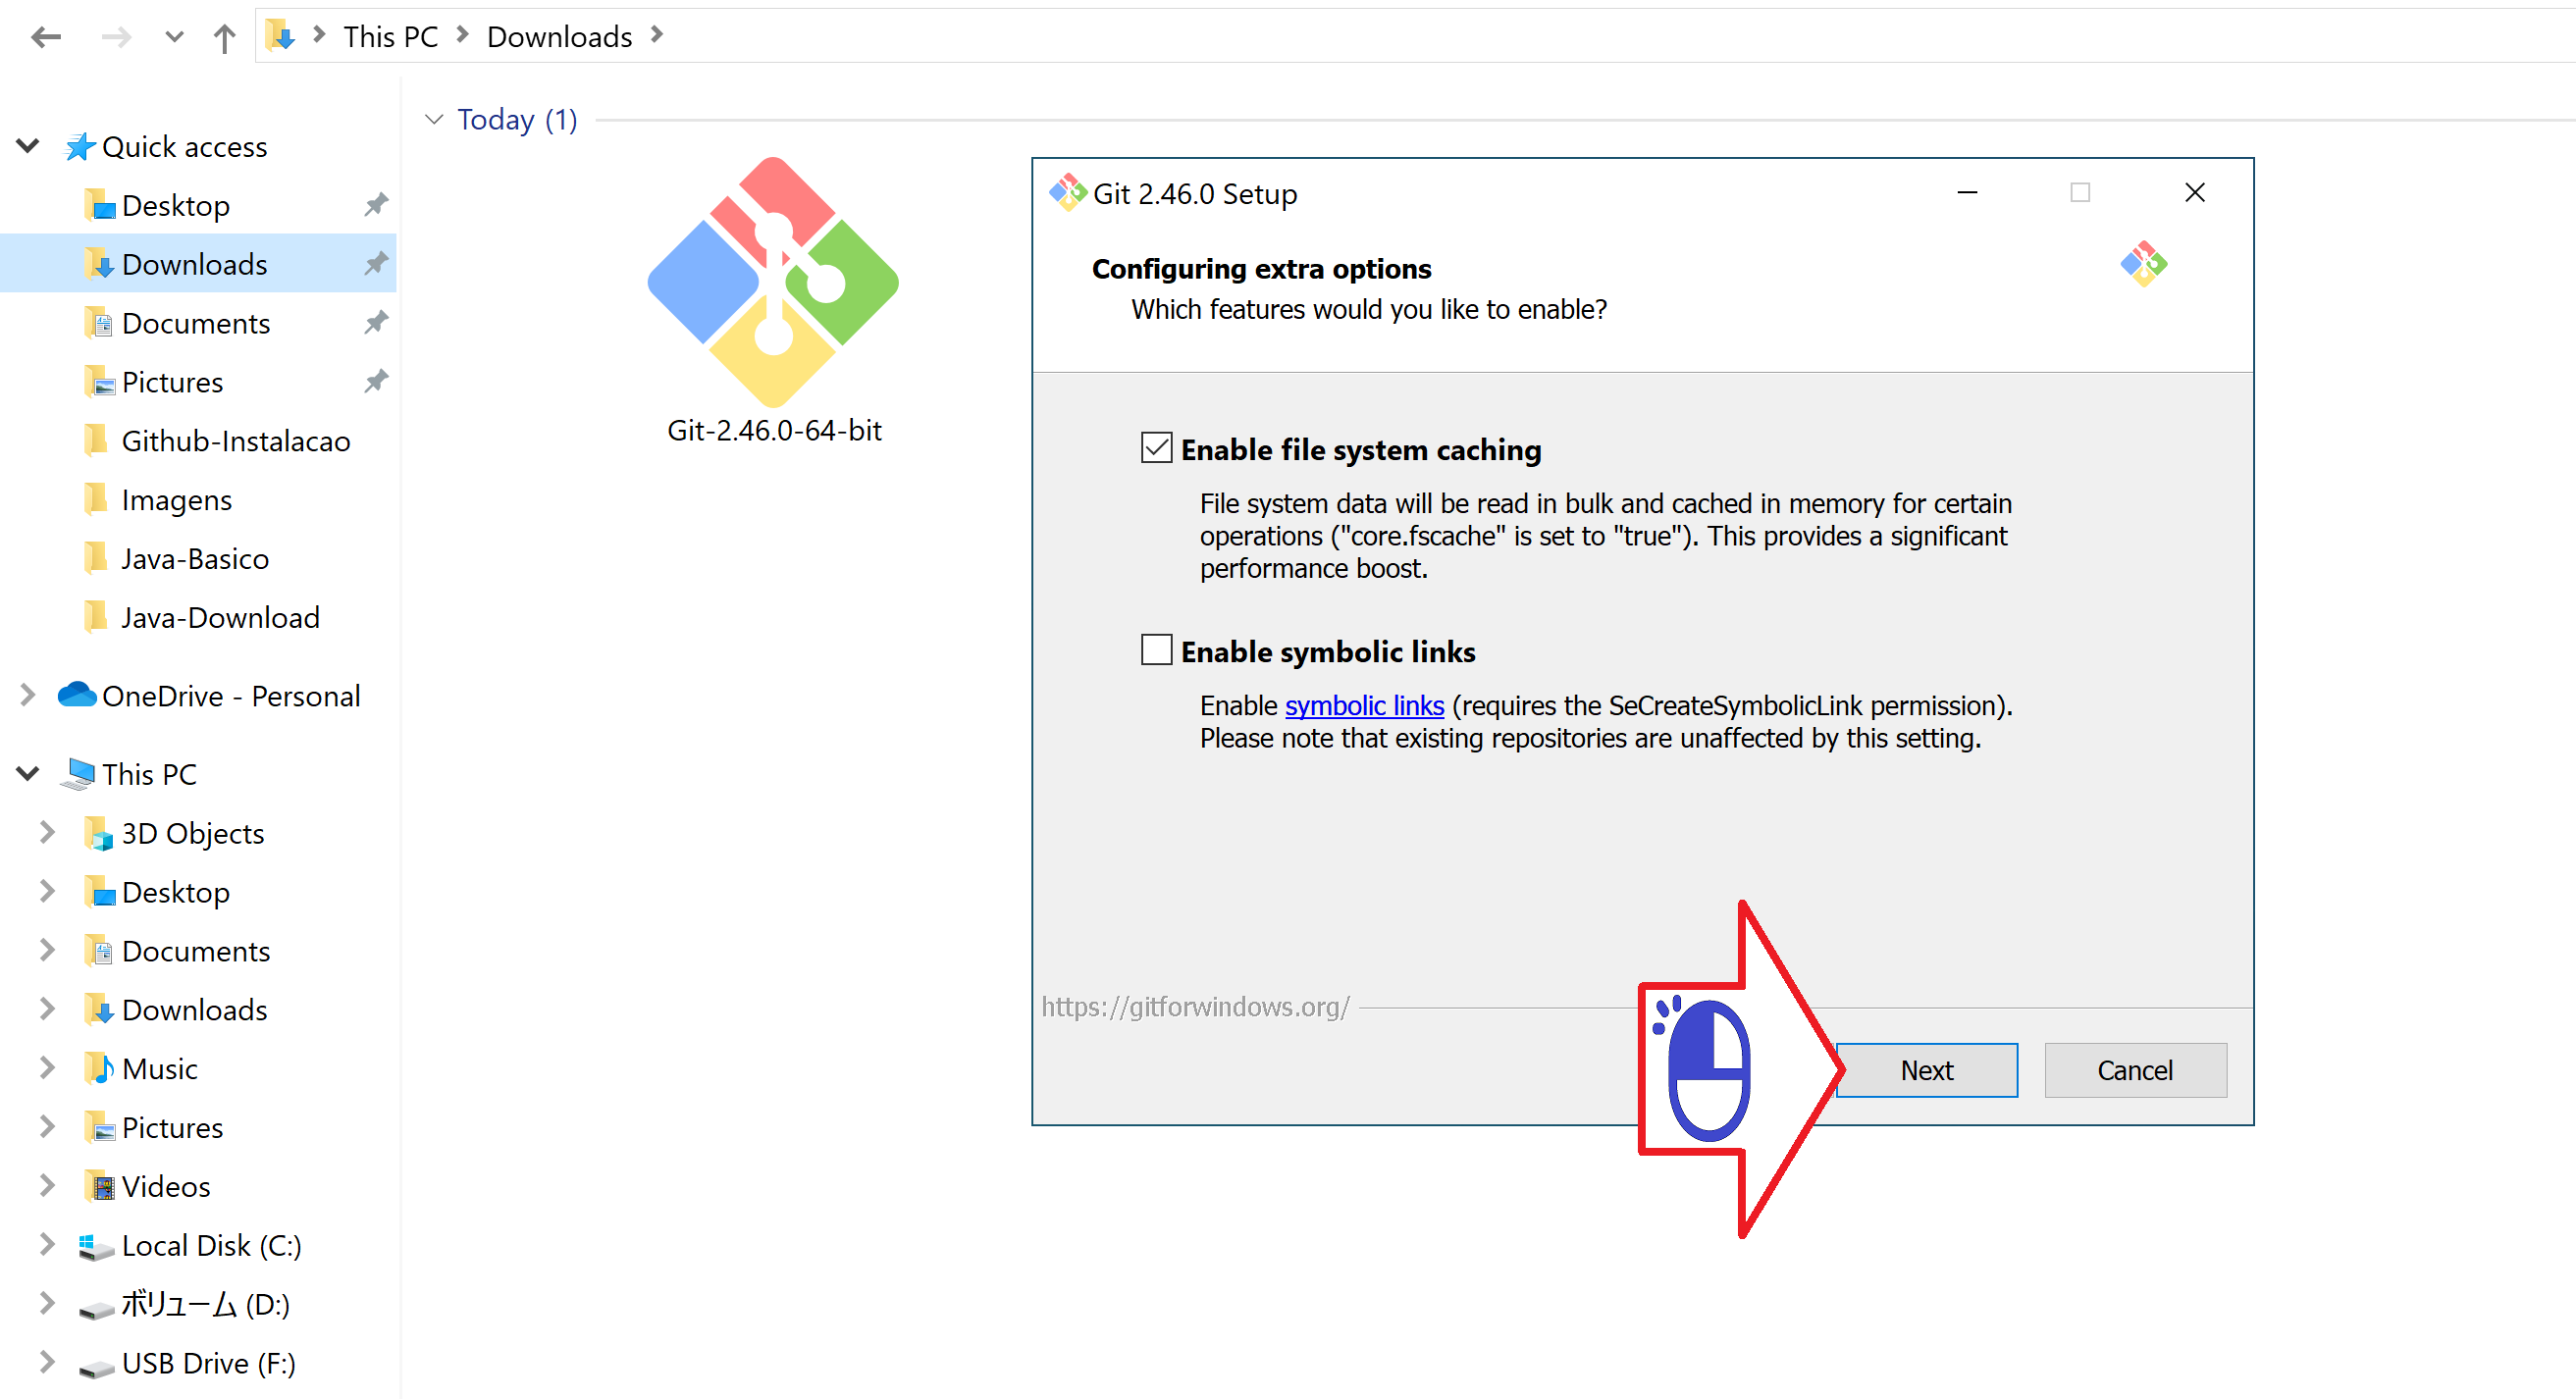 This PC
Downloads
Today (1)
Quick access
Desktop
Downloads
Documents
Pictures
Github-Instalacao
Imagens
Java-Basico
Java-Download
OneDrive - Personal
This PC
3D Objects
Desktop
Documents
Downloads
Music
Pictures
Videos
Local Disk (C:)
ボリューム (D:)
USB Drive (F:)
Git-2.46.0-64-bit
Git 2.46.0 Setup
Configuring extra options
Which features would you like to enable?
Enable file system caching
File system data will be read in bulk and cached in memory for certain
operations ("core.fscache" is set to "true"). This provides a significant
performance boost.
Enable symbolic links
Enable symbolic links (requires the SeCreateSymbolicLink permission).
Please note that existing repositories are unaffected by this setting.
https://gitforwindows.org/
Next
Cancel